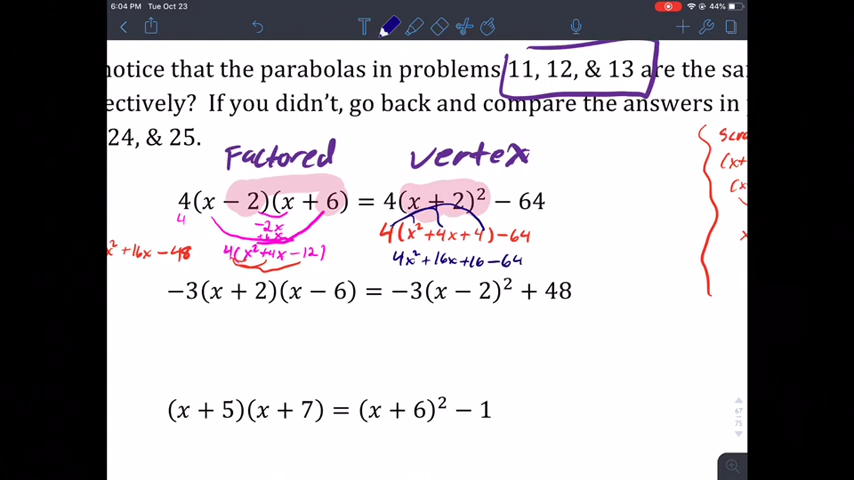 6:04 PM Tue Oct 23
44%
notice that the parabolas in problems 11, 12, & 13 are the sa
ectively? If you didn't, go back and compare the answers in
24, & 25.
Factored vertex
4(x − 2)(x + 6) = 4(x + 2)² − 64
4
−2x
4(x²+4x+4)−64
x²+16x−48
4(x²+4x−12)
4x²+16x+16−64
−3(x + 2)(x − 6) = −3(x − 2)² + 48
(x + 5)(x + 7) = (x + 6)² − 1
Scra
(x+
(x
x
67
75